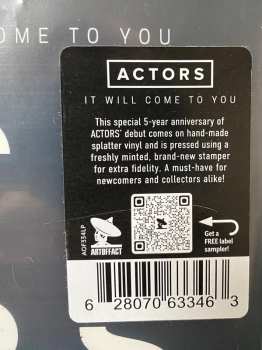 OME TO YOU
ACTORS
IT WILL COME TO YOU
This special 5-year anniversary of
ACTORS' debut comes on hand-made
splatter vinyl and is pressed using a
freshly minted, brand-new stamper
for extra fidelity. A must-have for
newcomers and collectors alike!
AOF334LP
ARTOFFACT
Get a
FREE label
sampler!
6 28070 63346 3